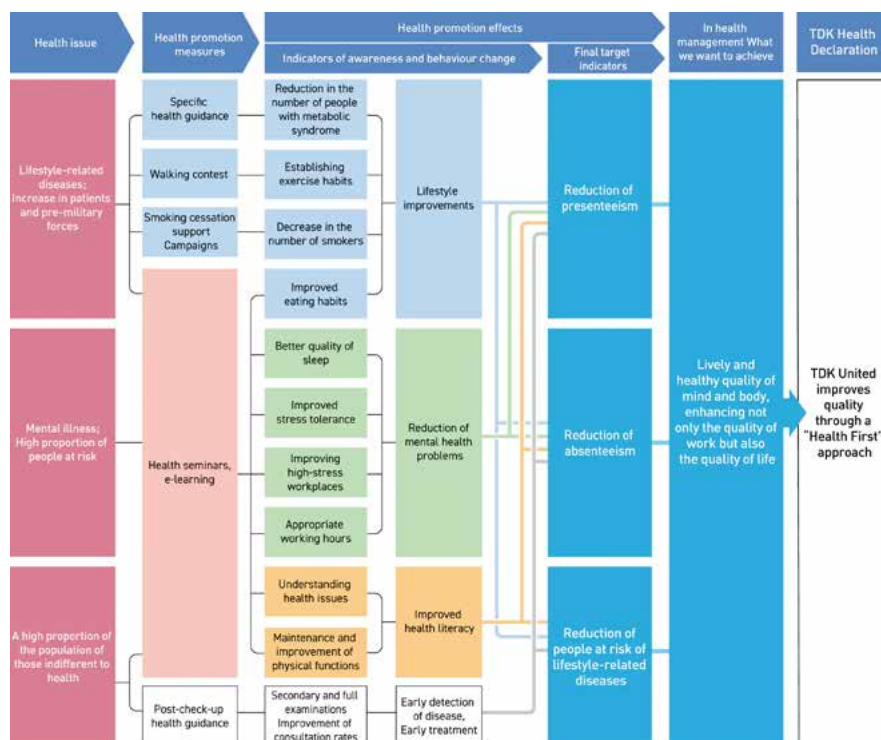 Health issue
Health promotion
measures
Health promotion effects
Indicators of awareness and behaviour change
Final target
indicators
In health
management What
we want to achieve
TDK Health
Declaration
Lifestyle-related
diseases;
Increase in patients
and pre-military
forces
Specific
health guidance
Walking contest
Smoking cessation
support
Campaigns
Reduction in the
number of people
with metabolic
syndrome
Establishing
exercise habits
Decrease in the
number of smokers
Improved
eating habits
Lifestyle
improvements
Reduction of
presenteeism
Mental illness;
High proportion of
people at risk
Health seminars,
e-learning
Better quality of
sleep
Improved
stress tolerance
Improving
high-stress
workplaces
Appropriate
working hours
Reduction of
mental health
problems
Reduction of
absenteeism
Lively and
healthy quality of
mind and body,
enhancing not
only the quality of
work but also
the quality of life
TDK United
improves
quality
through a
"Health First"
approach
A high proportion of
the population of
those indifferent to
health
Understanding
health issues
Maintenance and
improvement of
physical functions
Improved
health literacy
Reduction of
people at risk of
lifestyle-related
diseases
Post-check-up
health guidance
Secondary and full
examinations
Improvement of
consultation rates
Early detection
of disease,
Early treatment